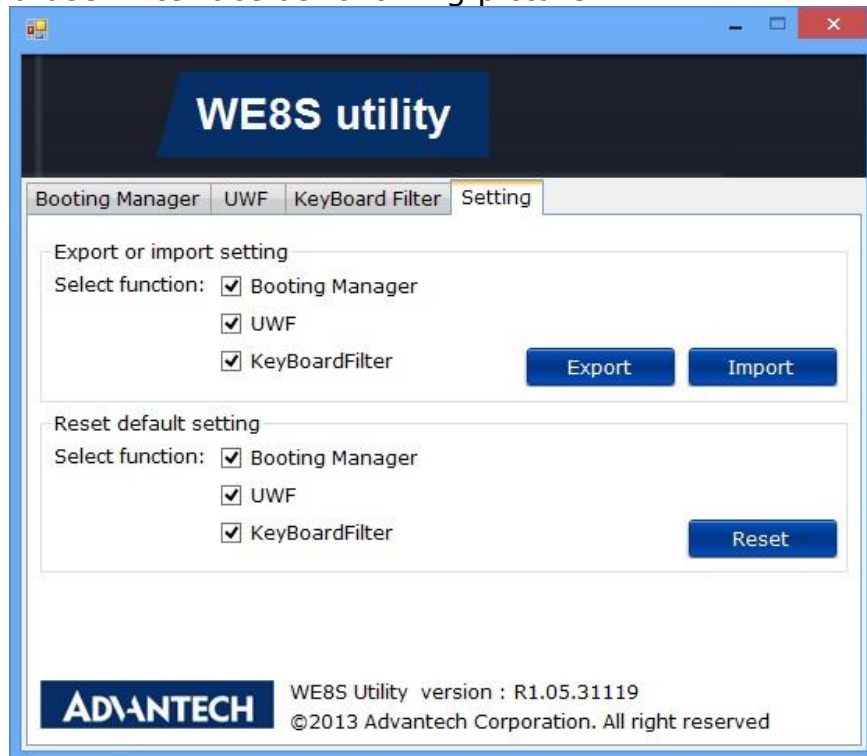 WE8S utility
Booting Manager UWF KeyBoard Filter Setting
Export or import setting
Select function: Booting Manager
UWF
KeyBoardFilter
Export Import
Reset default setting
Select function: Booting Manager
UWF
KeyBoardFilter
Reset
ADVANTECH WE8S Utility version : R1.05.31119
©2013 Advantech Corporation. All right reserved